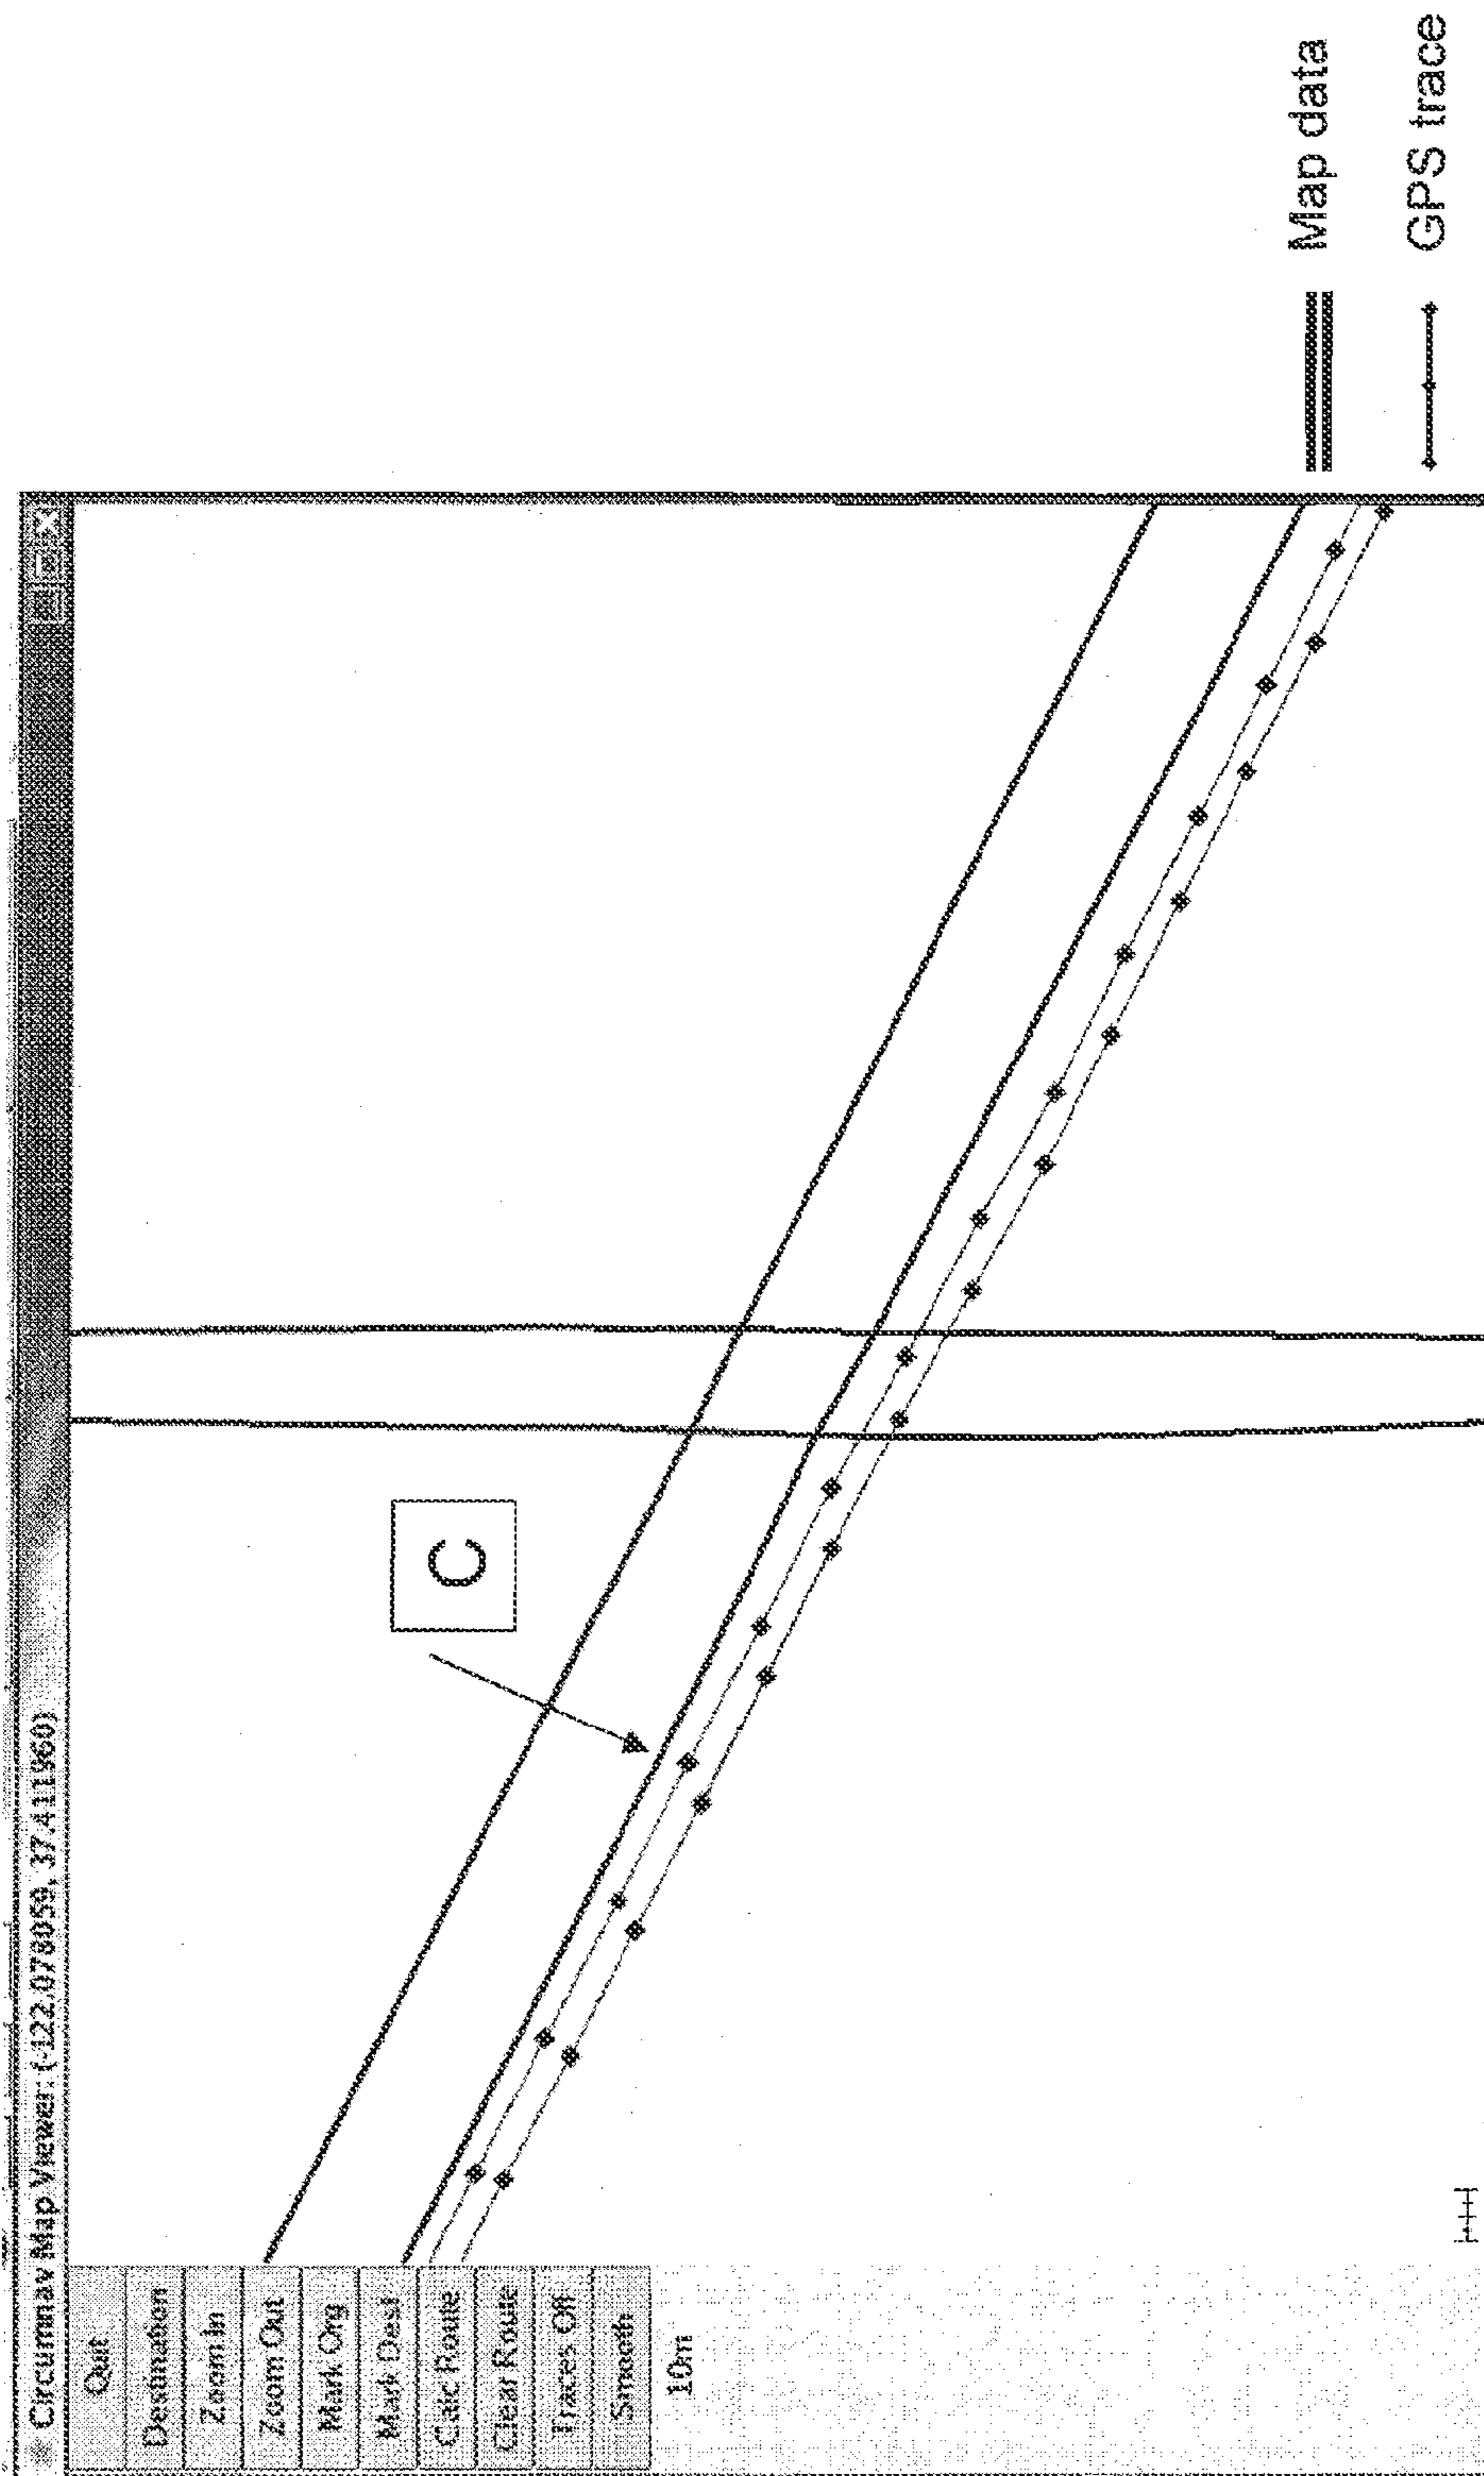 Circumnav Map Viewer: (-122.078059, 37.411960)
Quit
Destination
Zoom In
Zoom Out
Mark Org
Mark Dest
Calc Route
Clear Route
Traces Off
Smooth
10m
C
Map data
GPS trace